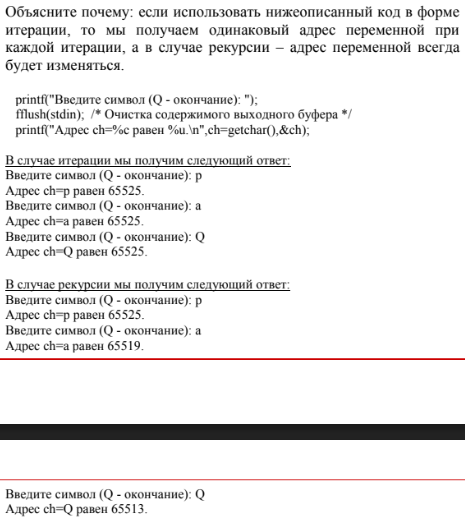 Объясните почему: если использовать нижеописанный код в форме
итерации, то мы получаем одинаковый адрес переменной при
каждой итерации, а в случае рекурсии – адрес переменной всегда
будет изменяться.
printf("Введите символ (Q - окончание): ");
fflush(stdin); /* Очистка содержимого выходного буфера */
printf("Адрес ch=%c равен %u.\n",ch=getchar(),&ch);
В случае итерации мы получим следующий ответ:
Введите символ (Q - окончание): p
Адрес ch=p равен 65525.
Введите символ (Q - окончание): a
Адрес ch=a равен 65525.
Введите символ (Q - окончание): Q
Адрес ch=Q равен 65525.
В случае рекурсии мы получим следующий ответ:
Введите символ (Q - окончание): p
Адрес ch=p равен 65525.
Введите символ (Q - окончание): a
Адрес ch=a равен 65519.
Введите символ (Q - окончание): Q
Адрес ch=Q равен 65513.